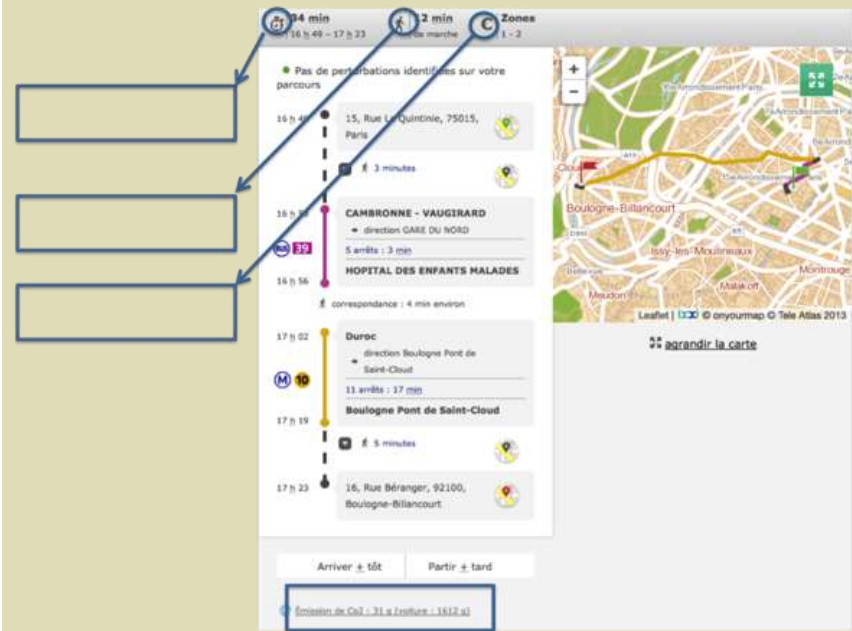 34 min
16 h 49 – 17 h 23
12 min
de marche
Zones
1 - 2
Pas de perturbations identifiées sur votre
parcours
16 h 49
15, Rue La Quintinie, 75015,
Paris
3 minutes
CAMBRONNE - VAUGIRARD
direction GARE DU NORD
BUS 39
5 arrêts : 3 min
HOPITAL DES ENFANTS MALADES
16 h 56
correspondance : 4 min environ
17 h 02
Duroc
direction Boulogne Pont de
Saint-Cloud
M 10
11 arrêts : 17 min
Boulogne Pont de Saint-Cloud
17 h 19
5 minutes
17 h 23
16, Rue Béranger, 92100,
Boulogne-Billancourt
Arriver + tôt
Partir + tard
Émission de Co2 : 31 g (voiture : 1612 g)
+
-
Boulogne-Billancourt
Issy-les-Moulineaux
Montrouge
Malakoff
Meudon
Leaflet | © onyourmap © Tele Atlas 2013
agrandir la carte